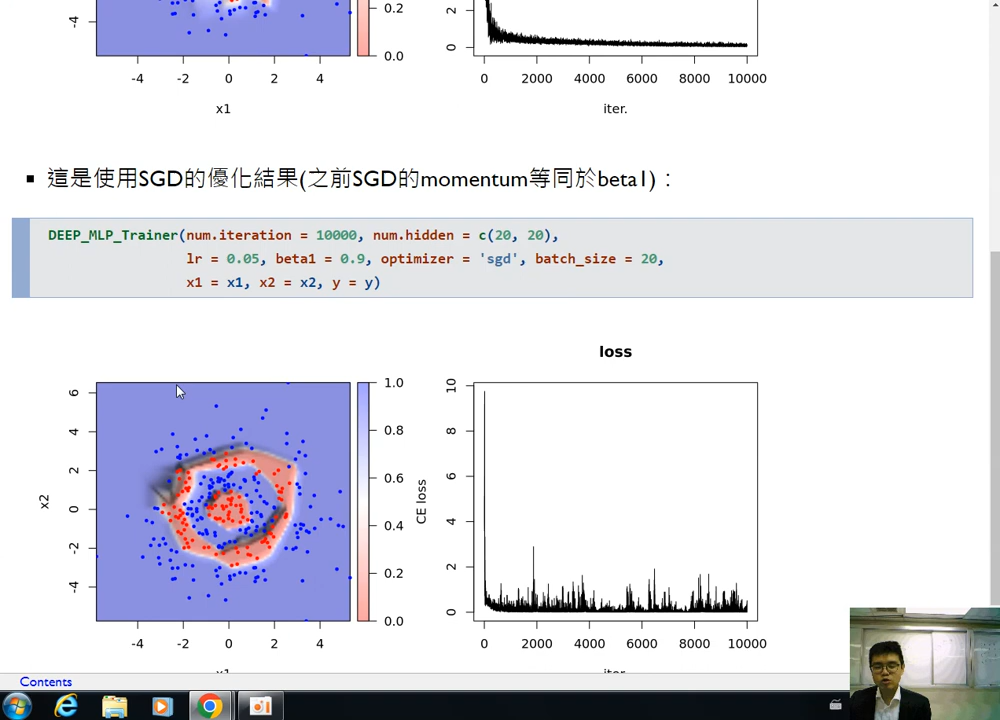 -4
0.2
0.0
2
0
-4 -2 0 2 4
0 2000 4000 6000 8000 10000
x1
iter.
▪ 這是使用SGD的優化結果(之前SGD的momentum等同於beta1)：
DEEP_MLP_Trainer(num.iteration = 10000, num.hidden = c(20, 20),
lr = 0.05, beta1 = 0.9, optimizer = 'sgd', batch_size = 20,
x1 = x1, x2 = x2, y = y)
loss
x2
6
4
2
0
-2
-4
1.0
0.8
0.6
0.4
0.2
0.0
CE loss
10
8
6
4
2
0
-4 -2 0 2 4
0 2000 4000 6000 8000 10000
x1
iter
Contents